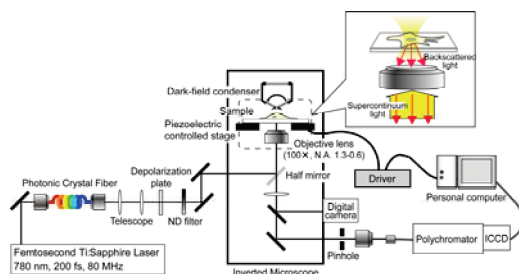 Backscattered
light
Dark-field condenser
Supercontinuum
light
Sample
Piezoelectric
controlled stage
Objective lens
(100×, N.A. 1.3-0.6)
Depolarization
plate
Half mirror
Photonic Crystal Fiber
Driver
Personal computer
Telescope
ND filter
Digital
camera
Polychromator
ICCD
Femtosecond Ti:Sapphire Laser
780 nm, 200 fs, 80 MHz
Pinhole
Inverted Microscope